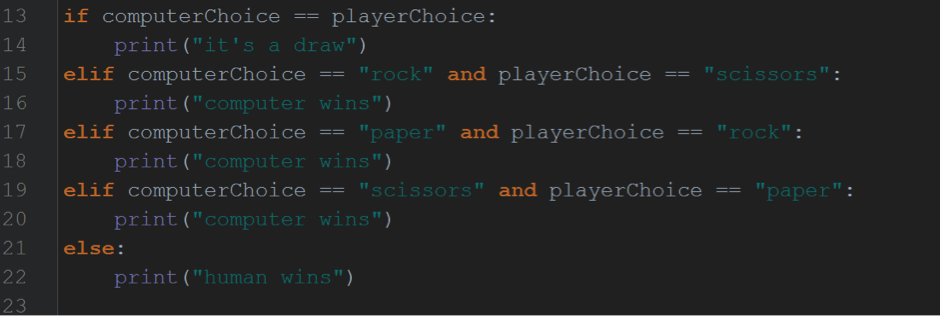 13 if computerChoice == playerChoice:
14     print("it's a draw")
15 elif computerChoice == "rock" and playerChoice == "scissors":
16     print("computer wins")
17 elif computerChoice == "paper" and playerChoice == "rock":
18     print("computer wins")
19 elif computerChoice == "scissors" and playerChoice == "paper":
20     print("computer wins")
21 else:
22     print("human wins")
23